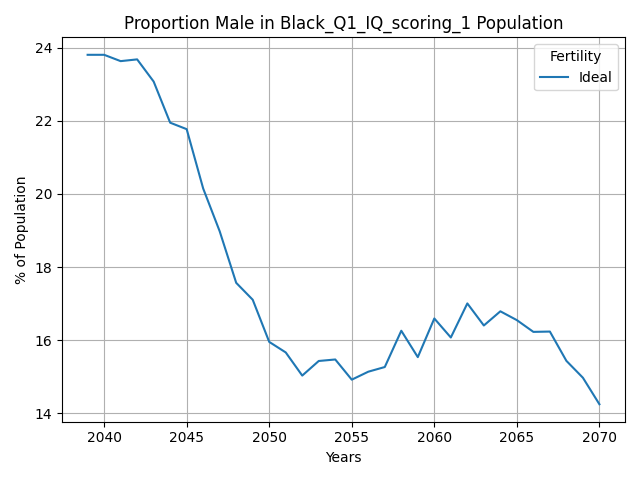 Proportion Male in Black_Q1_IQ_scoring_1 Population
% of Population
24
22
20
18
16
14
Fertility
Ideal
2040 2045 2050 2055 2060 2065 2070
Years